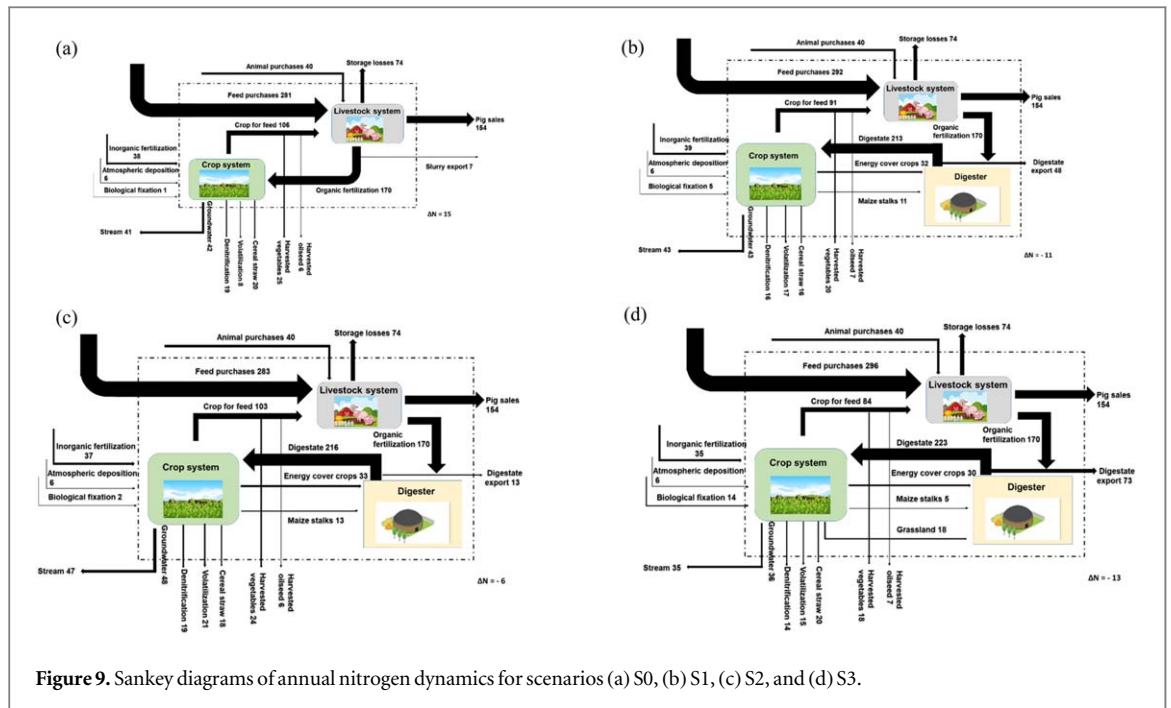 (a)
Animal purchases 40
Storage losses 74
Feed purchases 281
Livestock system
Pig sales
154
Crop for feed 106
Inorganic fertilization
38
Crop system
Atmospheric deposition
6
Slurry export 7
Biological fixation 1
Organic fertilization 170
ΔN = 15
Stream 41
Groundwater 42
Denitrification 19
Volatilization 8
Cereal straw 20
Harvested
vegetables 25
Harvested
oilseed 6
(b)
Animal purchases 40
Storage losses 74
Feed purchases 292
Livestock system
Pig sales
154
Crop for feed 91
Organic
fertilization 170
Inorganic fertilization
39
Digestate 213
Crop system
Atmospheric deposition
6
Energy cover crops 32
Digestate
export 48
Biological fixation 5
Digester
Maize stalks 11
Stream 43
Groundwater 43
Denitrification 16
Volatilization 17
Cereal straw 16
Harvested
vegetables 20
Harvested
oilseed 7
ΔN = - 11
(c)
Animal purchases 40
Storage losses 74
Feed purchases 283
Livestock system
Pig sales
154
Crop for feed 103
Organic
fertilization 170
Inorganic fertilization
37
Digestate 216
Crop system
Atmospheric deposition
6
Energy cover crops 33
Digestate
export 13
Biological fixation 2
Digester
Maize stalks 13
Stream 47
Groundwater 48
Denitrification 19
Volatilization 21
Cereal straw 18
Harvested
vegetables 24
Harvested
oilseed 6
ΔN = - 6
(d)
Animal purchases 40
Storage losses 74
Feed purchases 296
Livestock system
Pig sales
154
Crop for feed 84
Organic
fertilization 170
Inorganic fertilization
35
Digestate 223
Crop system
Atmospheric deposition
6
Energy cover crops 30
Digestate
export 73
Biological fixation 14
Digester
Maize stalks 5
Grassland 18
Stream 35
Groundwater 36
Denitrification 14
Volatilization 15
Cereal straw 20
Harvested
vegetables 18
Harvested
oilseed 7
ΔN = - 13
Figure 9. Sankey diagrams of annual nitrogen dynamics for scenarios (a) S0, (b) S1, (c) S2, and (d) S3.